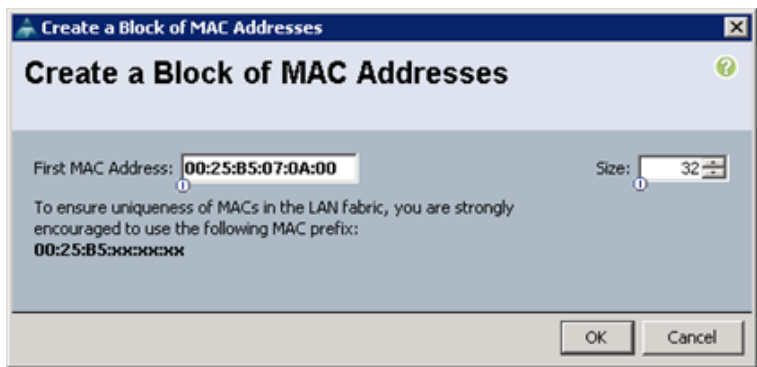 Create a Block of MAC Addresses
Create a Block of MAC Addresses
First MAC Address: 00:25:B5:07:0A:00 Size: 32
To ensure uniqueness of MACs in the LAN fabric, you are strongly
encouraged to use the following MAC prefix:
00:25:B5:xx:xx:xx
OK Cancel